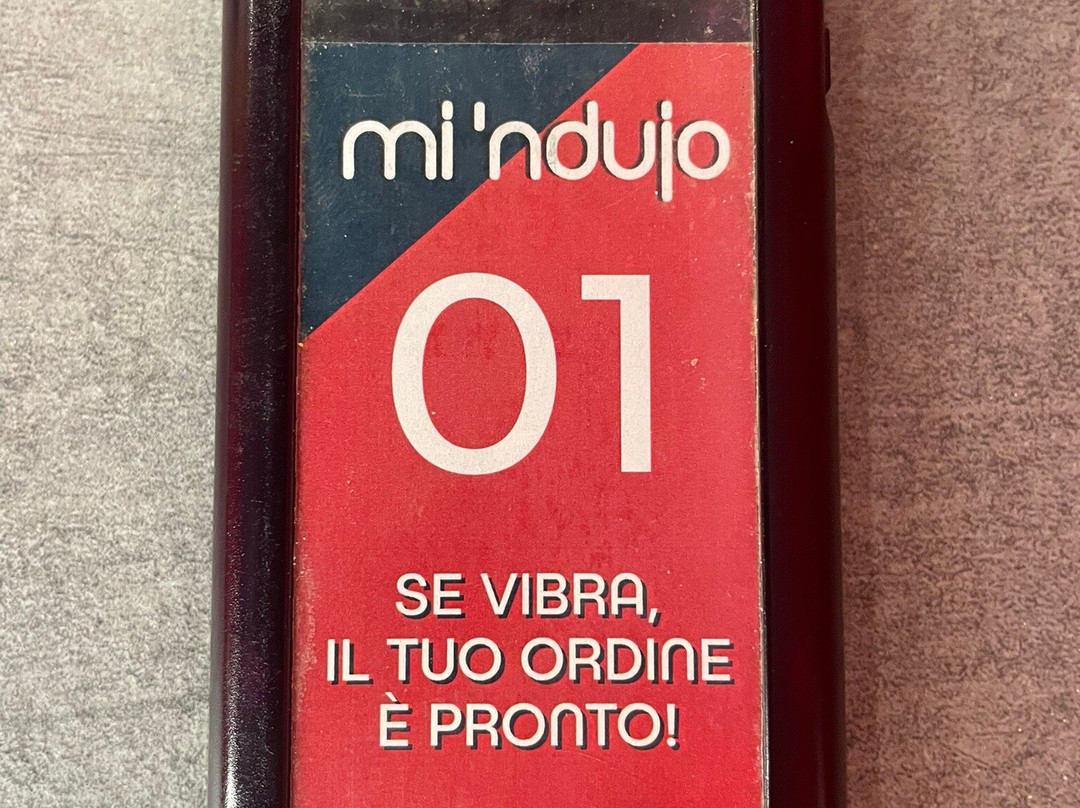 mi 'ndujo
01
SE VIBRA,
IL TUO ORDINE
È PRONTO!